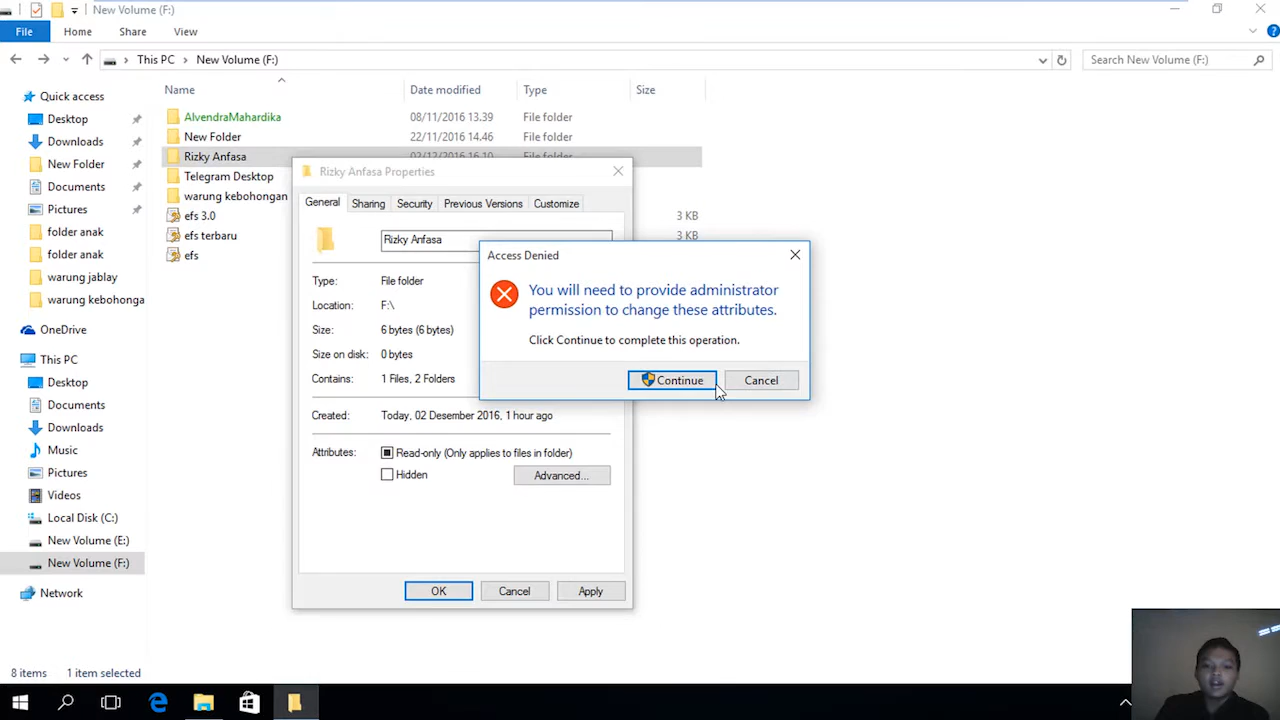 New Volume (F:)
File
Home
Share
View
This PC
New Volume (F:)
Search New Volume (F:)
Quick access
Desktop
Downloads
New Folder
Documents
Pictures
folder anak
folder anak
warung jablay
warung kebohonga
OneDrive
This PC
Desktop
Documents
Downloads
Music
Pictures
Videos
Local Disk (C:)
New Volume (E:)
New Volume (F:)
Network
Name
Date modified
Type
Size
AlvendraMahardika
08/11/2016 13.39
File folder
New Folder
22/11/2016 14.46
File folder
Rizky Anfasa
02/12/2016 16.10
File folder
Telegram Desktop
warung kebohongan
efs 3.0
3 KB
efs terbaru
3 KB
efs
Rizky Anfasa Properties
General
Sharing
Security
Previous Versions
Customize
Rizky Anfasa
Type:
File folder
Location:
F:\
Size:
6 bytes (6 bytes)
Size on disk:
0 bytes
Contains:
1 Files, 2 Folders
Created:
Today, 02 Desember 2016, 1 hour ago
Attributes:
Read-only (Only applies to files in folder)
Hidden
Advanced...
OK
Cancel
Apply
Access Denied
You will need to provide administrator
permission to change these attributes.
Click Continue to complete this operation.
Continue
Cancel
8 items
1 item selected